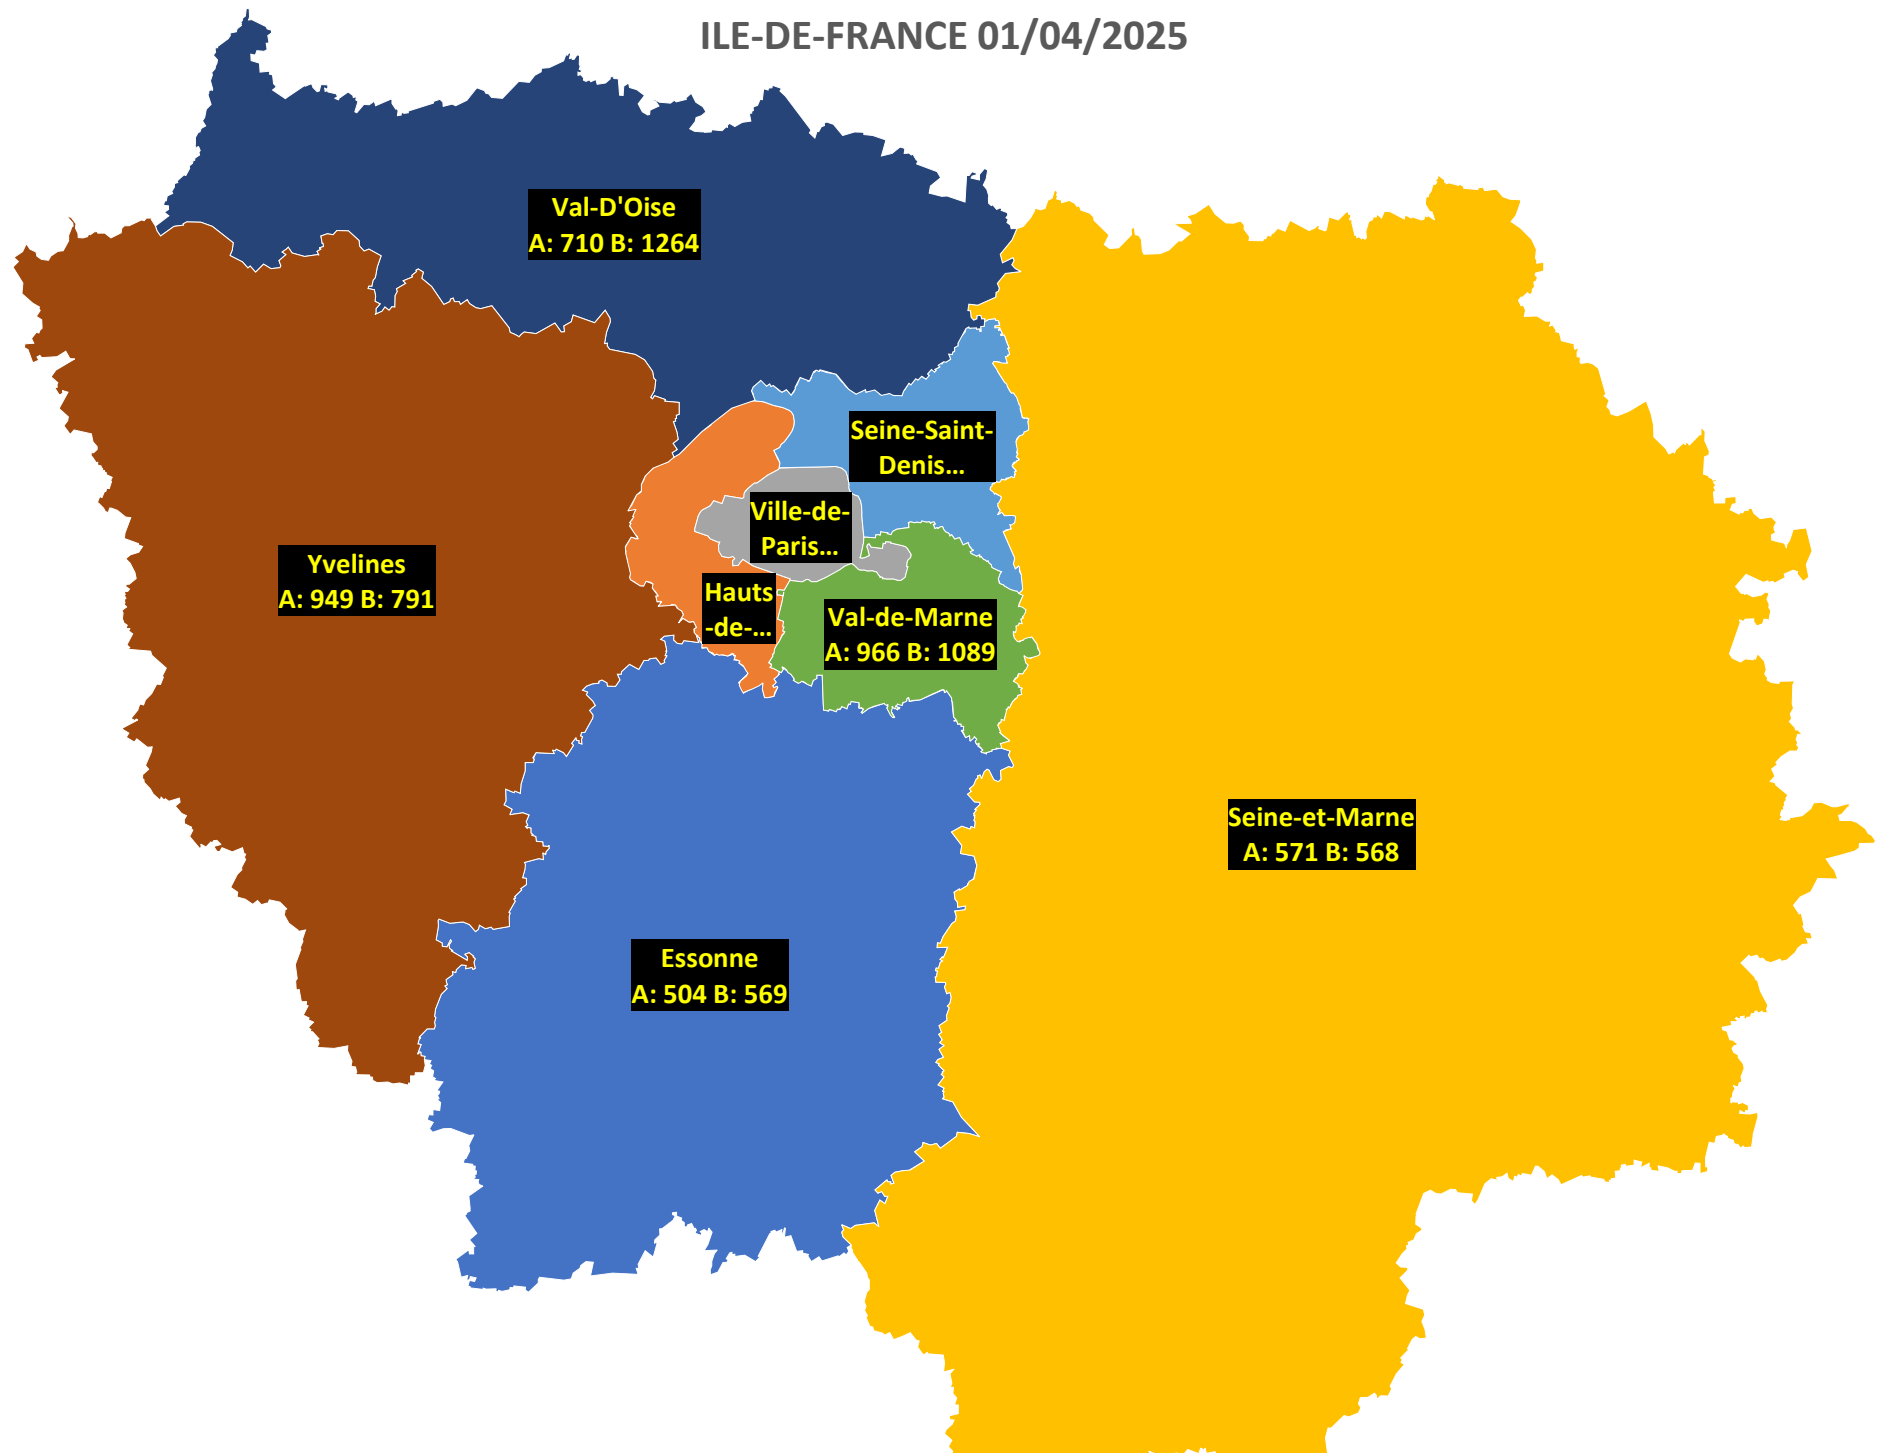 ILE-DE-FRANCE 01/04/2025
Val-D'Oise
A: 710 B: 1264
Seine-Saint-
Denis...
Ville-de-
Paris...
Yvelines
A: 949 B: 791
Hauts
-de-...
Val-de-Marne
A: 966 B: 1089
Seine-et-Marne
A: 571 B: 568
Essonne
A: 504 B: 569